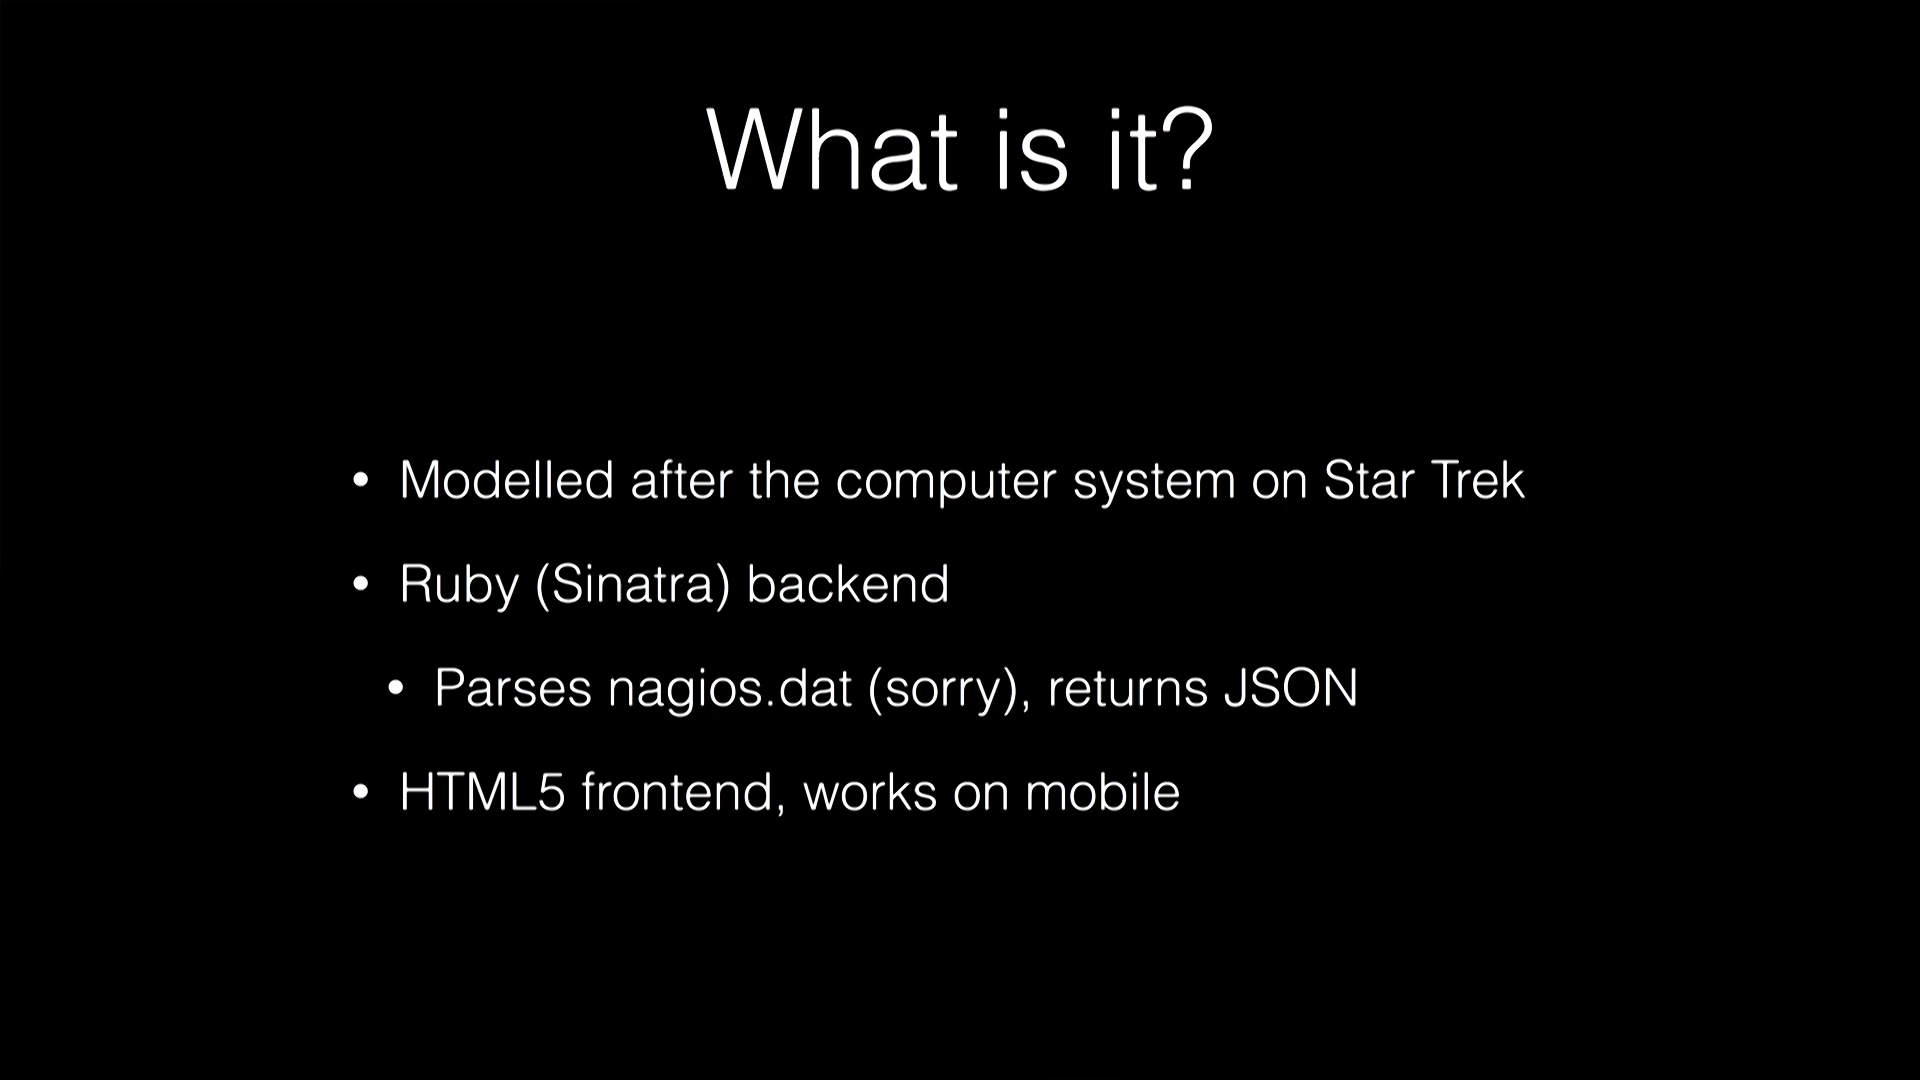 What is it?
• Modelled after the computer system on Star Trek
• Ruby (Sinatra) backend
• Parses nagios.dat (sorry), returns JSON
• HTML5 frontend, works on mobile